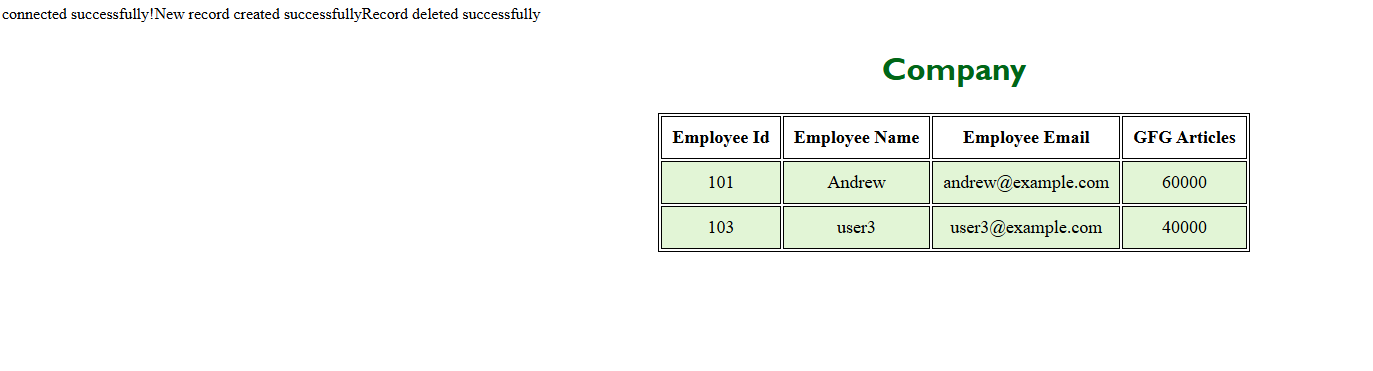 connected successfully!New record created successfullyRecord deleted successfully
Company
Employee Id Employee Name Employee Email GFG Articles
101 Andrew andrew@example.com 60000
103 user3 user3@example.com 40000